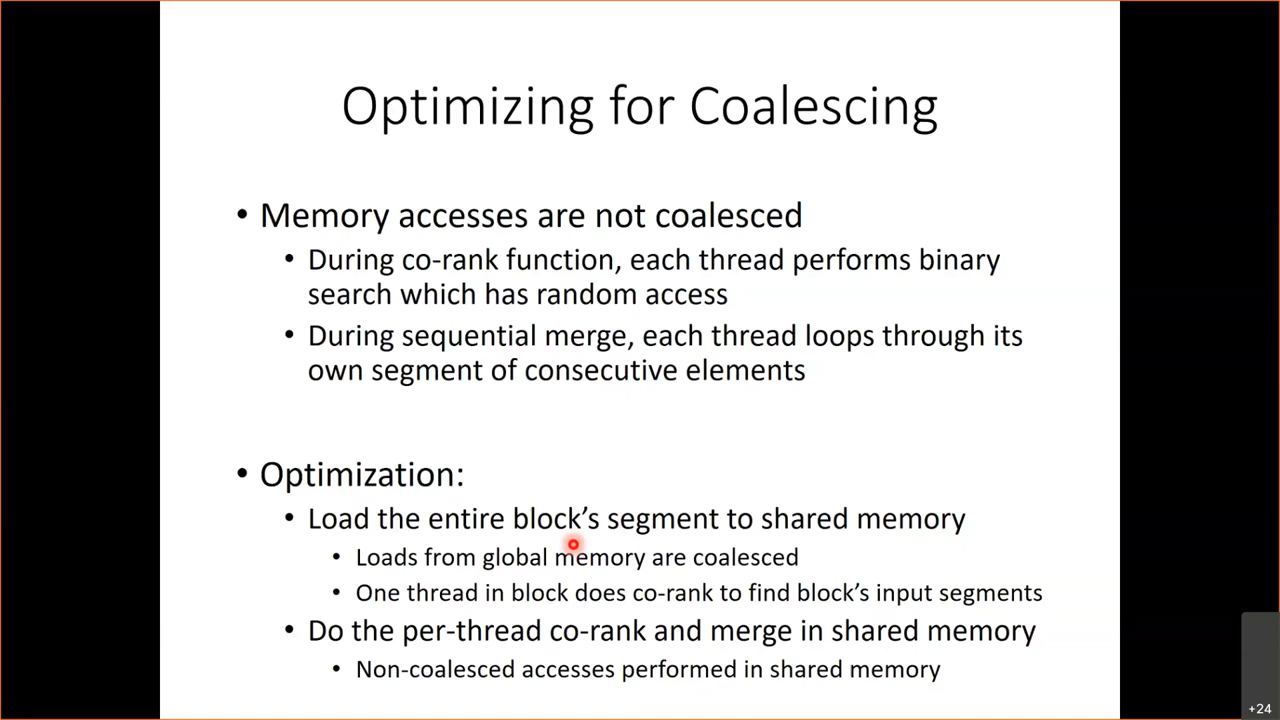 Optimizing for Coalescing
• Memory accesses are not coalesced
• During co-rank function, each thread performs binary
search which has random access
• During sequential merge, each thread loops through its
own segment of consecutive elements
• Optimization:
• Load the entire block’s segment to shared memory
• Loads from global memory are coalesced
• One thread in block does co-rank to find block’s input segments
• Do the per-thread co-rank and merge in shared memory
• Non-coalesced accesses performed in shared memory
+24